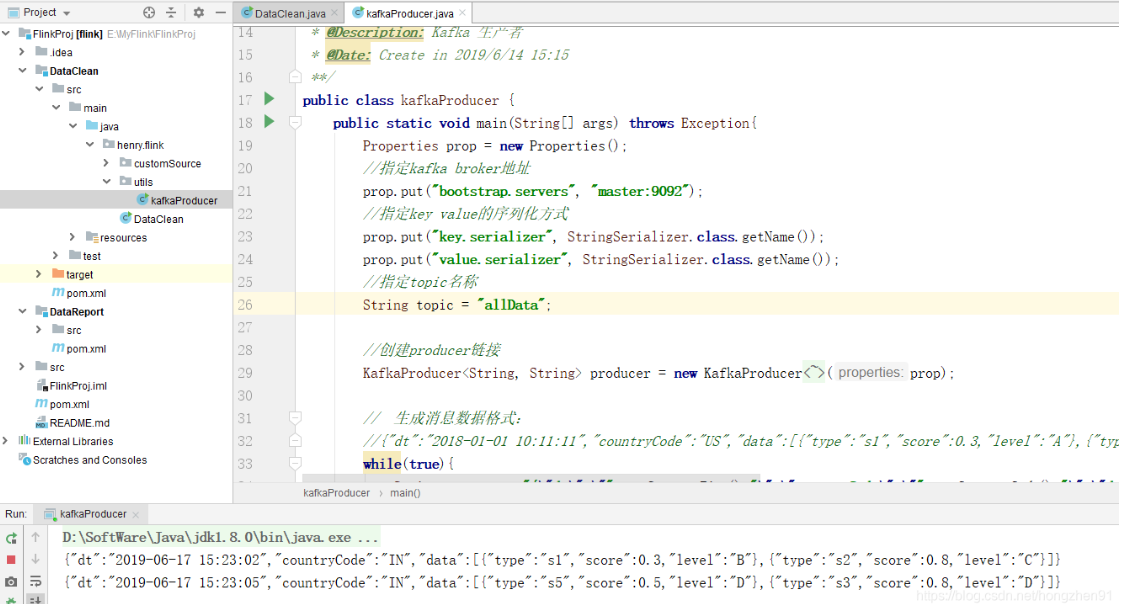 Project
DataClean.java
kafkaProducer.java
FlinkProj [flink] E:\MyFlink\FlinkProj
.idea
DataClean
src
main
java
henry.flink
customSource
utils
kafkaProducer
DataClean
resources
test
target
pom.xml
DataReport
src
pom.xml
src
FlinkProj.iml
pom.xml
README.md
External Libraries
Scratches and Consoles
14 * @Description: Kafka 生产者
15 * @Date: Create in 2019/6/14 15:15
16 **/
17 public class kafkaProducer {
18 public static void main(String[] args) throws Exception{
19 Properties prop = new Properties();
20 //指定kafka broker地址
21 prop.put("bootstrap.servers", "master:9092");
22 //指定key value的序列化方式
23 prop.put("key.serializer", StringSerializer.class.getName());
24 prop.put("value.serializer", StringSerializer.class.getName());
25 //指定topic名称
26 String topic = "allData";
27
28 //创建producer链接
29 KafkaProducer<String, String> producer = new KafkaProducer<~>( properties: prop);
30
31 // 生成消息数据格式:
32 //{"dt":"2018-01-01 10:11:11","countryCode":"US","data":[{"type":"s1","score":0.3,"level":"A"},{"typ
33 while(true){
kafkaProducer › main()
Run: kafkaProducer
D:\SoftWare\Java\jdk1.8.0\bin\java.exe ...
{"dt":"2019-06-17 15:23:02","countryCode":"IN","data":[{"type":"s1","score":0.3,"level":"B"},{"type":"s2","score":0.8,"level":"C"}]}
{"dt":"2019-06-17 15:23:05","countryCode":"IN","data":[{"type":"s5","score":0.5,"level":"D"},{"type":"s3","score":0.8,"level":"D"}]}
https://blog.csdn.net/hongzhen91